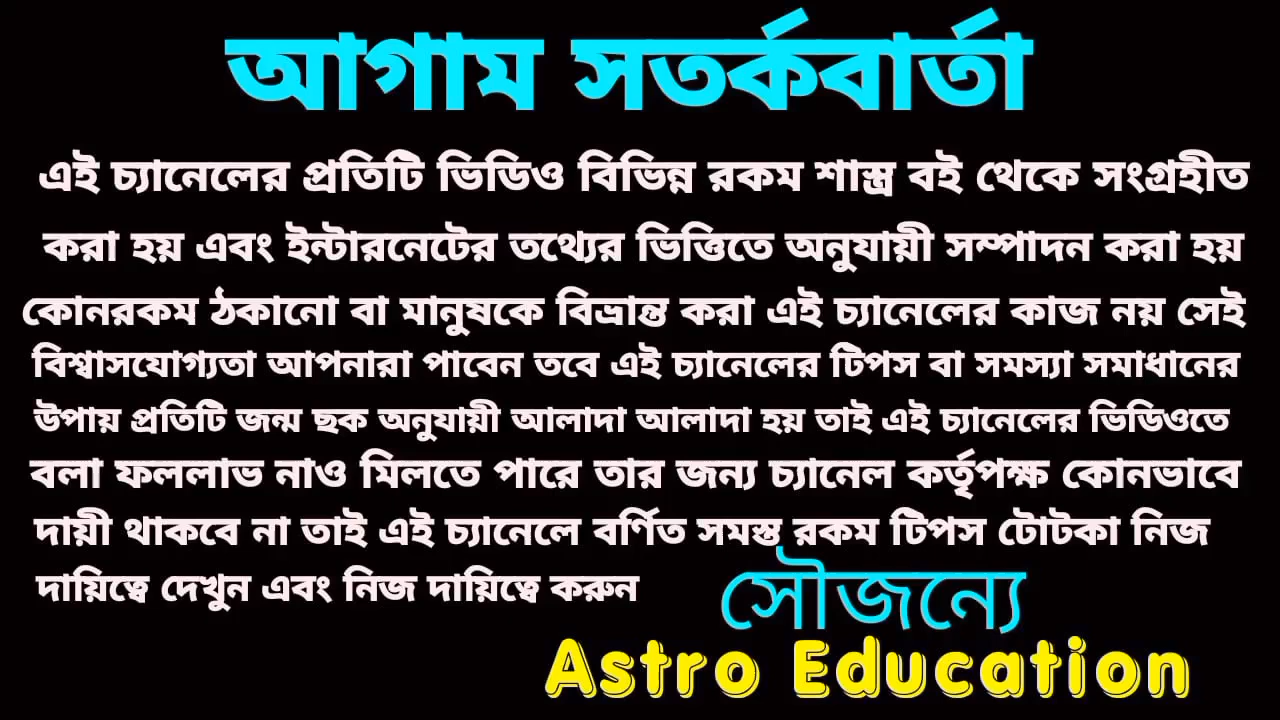 আগাম সতর্কবার্তা
এই চ্যানেলের প্রতিটি ভিডিও বিভিন্ন রকম শাস্ত্র বই থেকে সংগ্রহীত
করা হয় এবং ইন্টারনেটের তথ্যের ভিত্তিতে অনুযায়ী সম্পাদন করা হয়
কোনরকম ঠকানো বা মানুষকে বিভ্রান্ত করা এই চ্যানেলের কাজ নয় সেই
বিশ্বাসযোগ্যতা আপনারা পাবেন তবে এই চ্যানেলের টিপস বা সমস্যা সমাধানের
উপায় প্রতিটি জন্ম ছক অনুযায়ী আলাদা আলাদা হয় তাই এই চ্যানেলের ভিডিওতে
বলা ফললাভ নাও মিলতে পারে তার জন্য চ্যানেল কর্তৃপক্ষ কোনভাবে
দায়ী থাকবে না তাই এই চ্যানেলে বর্ণিত সমস্ত রকম টিপস টোটকা নিজ
দায়িত্বে দেখুন এবং নিজ দায়িত্বে করুন
সৌজন্যে
Astro Education